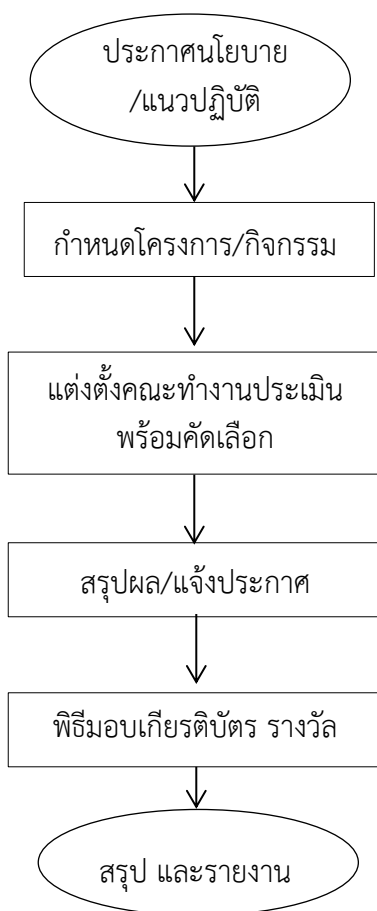 ประกาศนโยบาย
/แนวปฏิบัติ
กำหนดโครงการ/กิจกรรม
แต่งตั้งคณะทำงานประเมิน
พร้อมคัดเลือก
สรุปผล/แจ้งประกาศ
พิธีมอบเกียรติบัตร รางวัล
สรุป และรายงาน